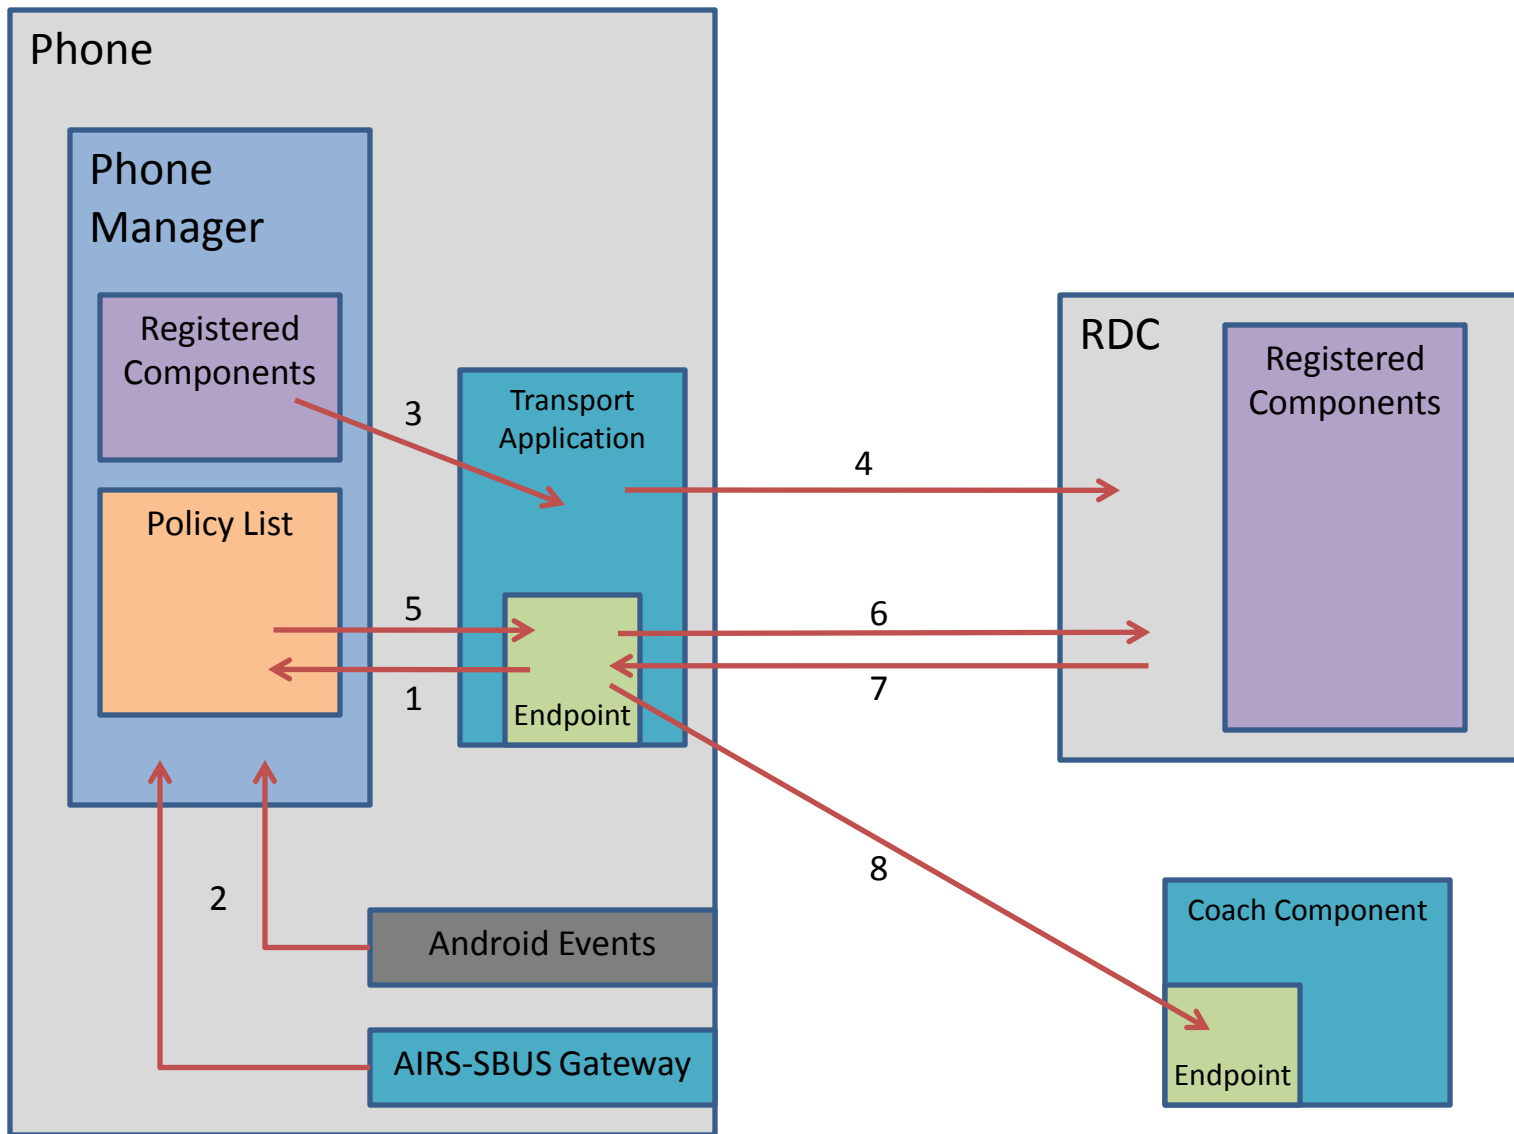 Phone
Phone
Manager
Registered
Components
Policy List
3
Transport
Application
5
1
Endpoint
2
Android Events
AIRS-SBUS Gateway
4
6
7
8
RDC
Registered
Components
Coach Component
Endpoint